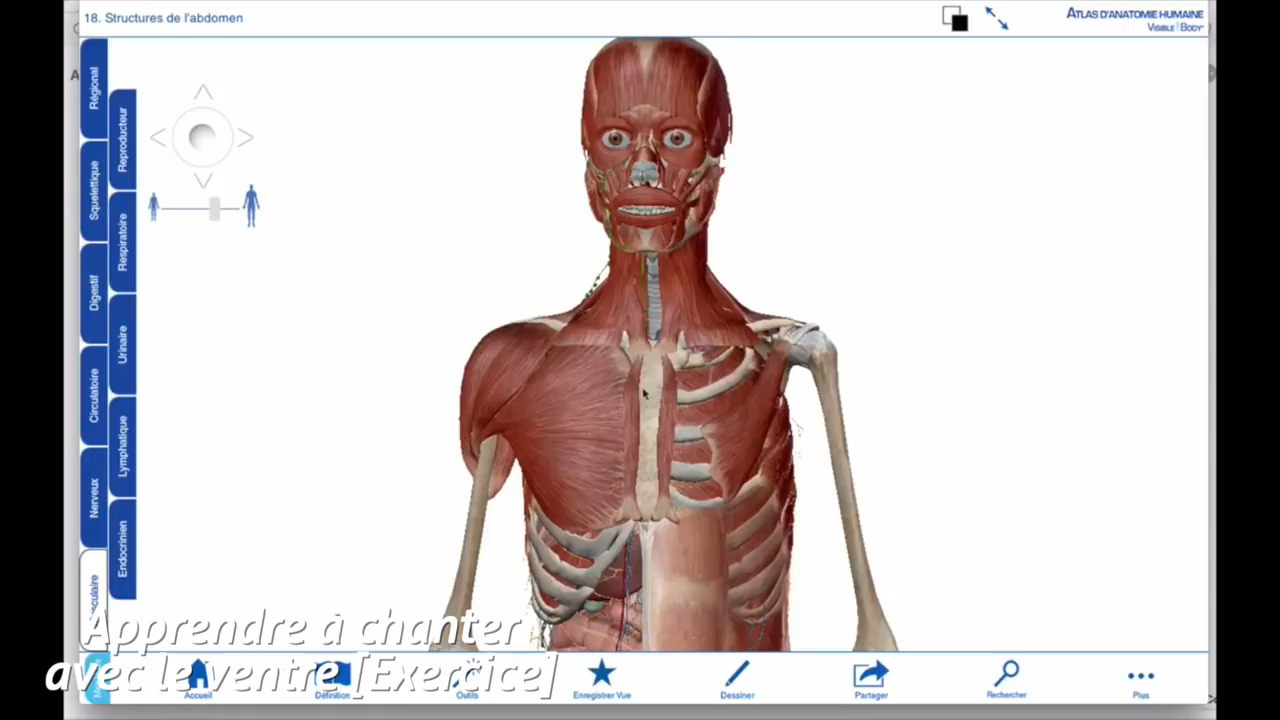 18. Structures de l'abdomen
ATLAS D'ANATOMIE HUMAINE
VISIBLE BODY
Régional
Squelettique
Digestif
Circulatoire
Nerveux
Reproducteur
Respiratoire
Urinaire
Lymphatique
Endocrinien
Apprendre à chanter
avec le ventre [Exercice]
Accueil
Définition
Outils
Enregistrer Vue
Dessiner
Partager
Rechercher
Plus